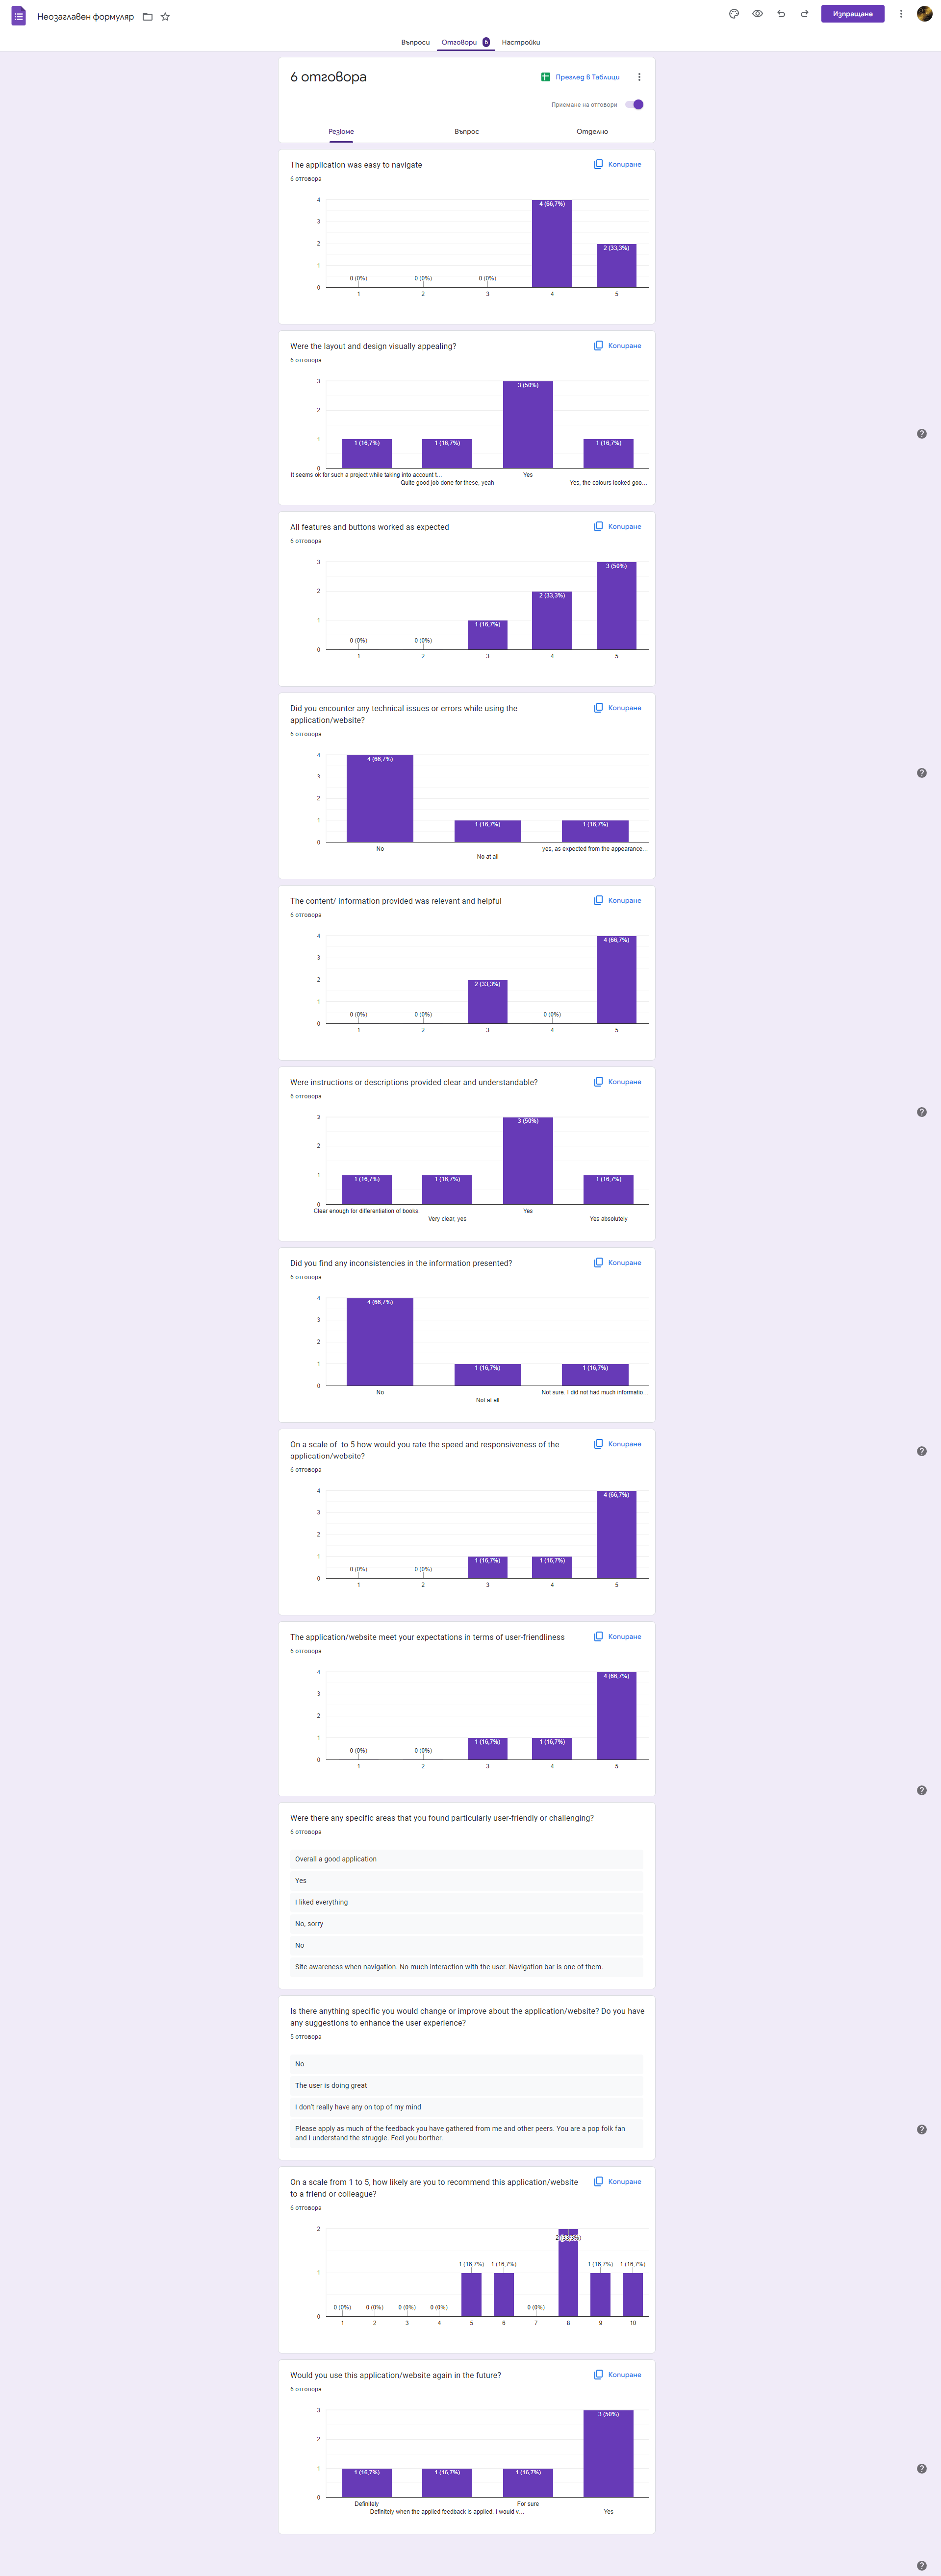 Неозаглавен формуляр
Изпращане
Въпроси
Отговори 6
Настройки
6 отговора
Преглед в Таблици
Приемане на отговори
Резюме
Въпрос
Отделно
The application was easy to navigate
Копиране
6 отговора
4
3
2
1
0
0 (0%)
0 (0%)
0 (0%)
4 (66,7%)
2 (33,3%)
1 2 3 4 5
Were the layout and design visually appealing?
Копиране
6 отговора
3
2
1
0
1 (16,7%)
1 (16,7%)
3 (50%)
1 (16,7%)
It seems ok for such a project while taking into account t…
Quite good job done for these, yeah
Yes
Yes, the colours looked goo…
All features and buttons worked as expected
Копиране
6 отговора
3
2
1
0
0 (0%)
0 (0%)
1 (16,7%)
2 (33,3%)
3 (50%)
1 2 3 4 5
Did you encounter any technical issues or errors while using the
application/website?
Копиране
6 отговора
4
3
2
1
0
4 (66,7%)
1 (16,7%)
1 (16,7%)
No
No at all
yes, as expected from the appearance…
The content/ information provided was relevant and helpful
Копиране
6 отговора
4
3
2
1
0
0 (0%)
0 (0%)
2 (33,3%)
0 (0%)
4 (66,7%)
1 2 3 4 5
Were instructions or descriptions provided clear and understandable?
Копиране
6 отговора
3
2
1
0
1 (16,7%)
1 (16,7%)
3 (50%)
1 (16,7%)
Clear enough for differentiation of books.
Very clear, yes
Yes
Yes absolutely
Did you find any inconsistencies in the information presented?
Копиране
6 отговора
4
3
2
1
0
4 (66,7%)
1 (16,7%)
1 (16,7%)
No
Not at all
Not sure. I did not had much informatio…
On a scale of  to 5 how would you rate the speed and responsiveness of the
application/website?
Копиране
6 отговора
4
3
2
1
0
0 (0%)
0 (0%)
1 (16,7%)
1 (16,7%)
4 (66,7%)
1 2 3 4 5
The application/website meet your expectations in terms of user-friendliness
Копиране
6 отговора
4
3
2
1
0
0 (0%)
0 (0%)
1 (16,7%)
1 (16,7%)
4 (66,7%)
1 2 3 4 5
Were there any specific areas that you found particularly user-friendly or challenging?
6 отговора
Overall a good application
Yes
I liked everything
No, sorry
No
Site awareness when navigation. No much interaction with the user. Navigation bar is one of them.
Is there anything specific you would change or improve about the application/website? Do you have
any suggestions to enhance the user experience?
5 отговора
No
The user is doing great
I don't really have any on top of my mind
Please apply as much of the feedback you have gathered from me and other peers. You are a pop folk fan
and I understand the struggle. Feel you borther.
On a scale from 1 to 5, how likely are you to recommend this application/website
to a friend or colleague?
Копиране
6 отговора
2
1
0
0 (0%)
0 (0%)
0 (0%)
0 (0%)
1 (16,7%)
1 (16,7%)
0 (0%)
2 (33,3%)
1 (16,7%)
1 (16,7%)
1 2 3 4 5 6 7 8 9 10
Would you use this application/website again in the future?
Копиране
6 отговора
3
2
1
0
1 (16,7%)
1 (16,7%)
1 (16,7%)
3 (50%)
Definitely
Definitely when the applied feedback is applied. I would v…
For sure
Yes